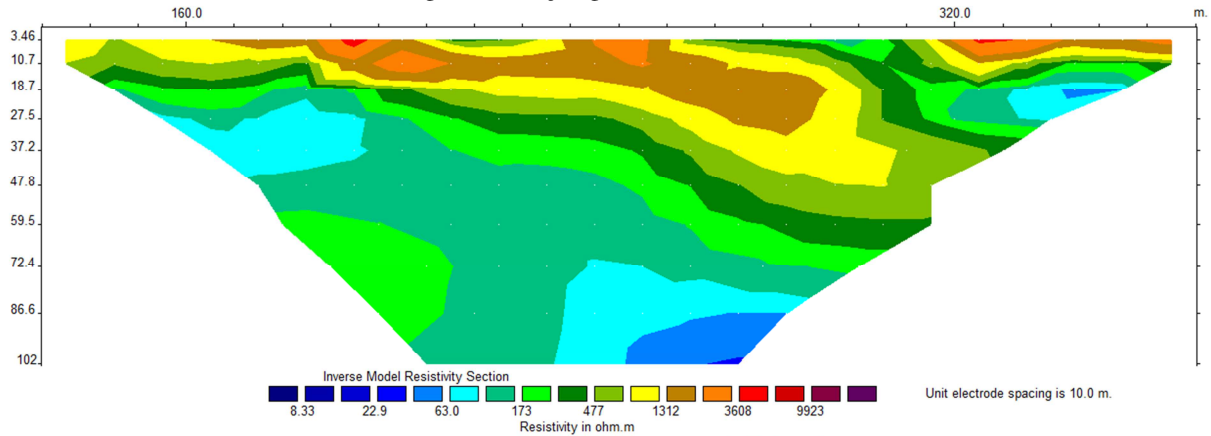 160.0 320.0 m.
3.46
10.7
18.7
27.5
37.2
47.8
59.5
72.4
86.6
102.
Inverse Model Resistivity Section
8.33 22.9 63.0 173 477 1312 3608 9923
Resistivity in ohm.m
Unit electrode spacing is 10.0 m.